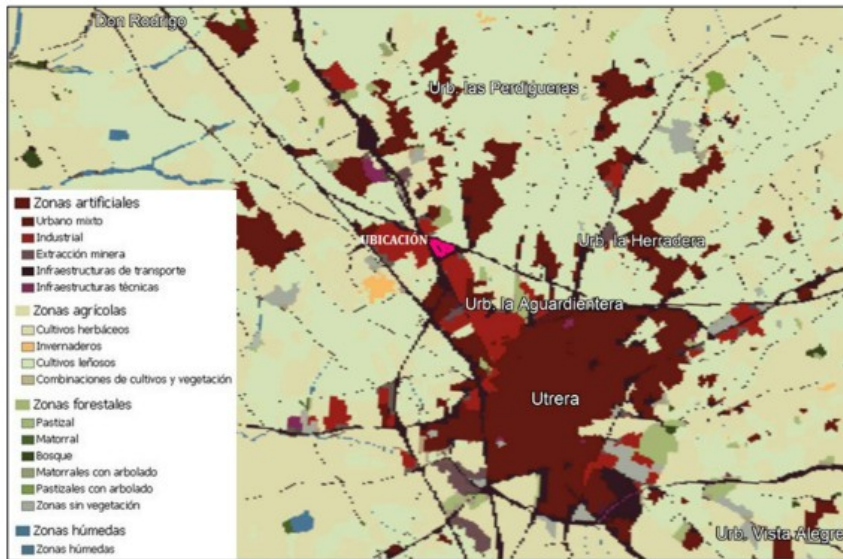 Don Rodrigo
Urb. las Perdigueras
UBICACIÓN
Urb. la Herradera
Urb. la Aguardientera
Utrera
Urb. Vista Alegre
Zonas artificiales
Urbano mixto
Industrial
Extracción minera
Infraestructuras de transporte
Infraestructuras técnicas
Zonas agrícolas
Cultivos herbáceos
Invernaderos
Cultivos leñosos
Combinaciones de cultivos y vegetación
Zonas forestales
Pastizal
Matorral
Bosque
Matorrales con arbolado
Pastizales con arbolado
Zonas sin vegetación
Zonas húmedas
Zonas húmedas